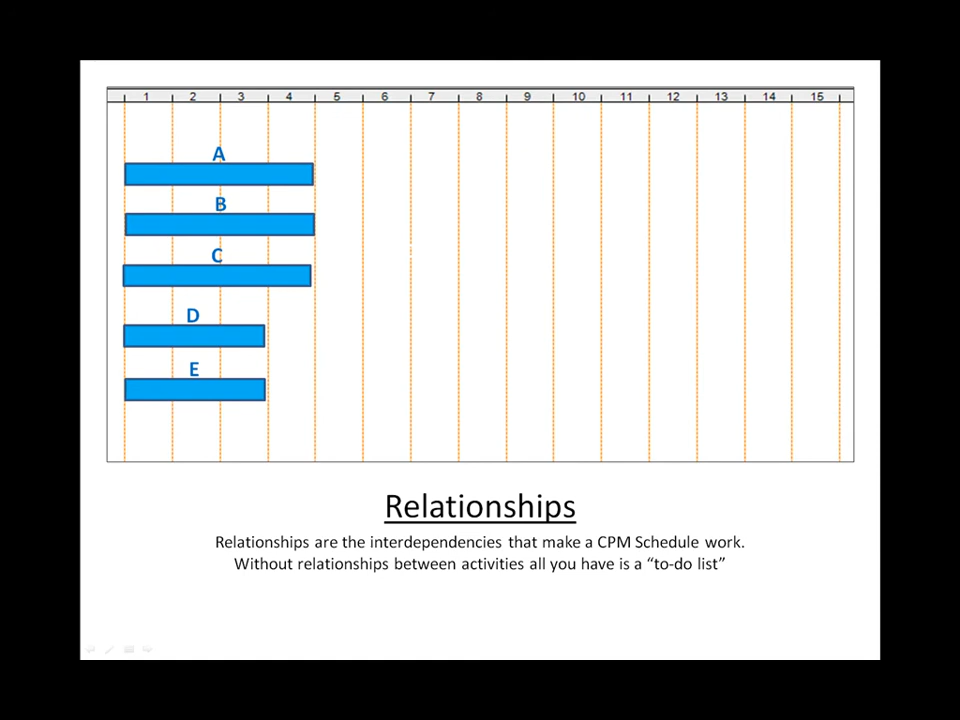 1 2 3 4 5 6 7 8 9 10 11 12 13 14 15
A
B
C
D
E
Relationships
Relationships are the interdependencies that make a CPM Schedule work.
Without relationships between activities all you have is a “to-do list”